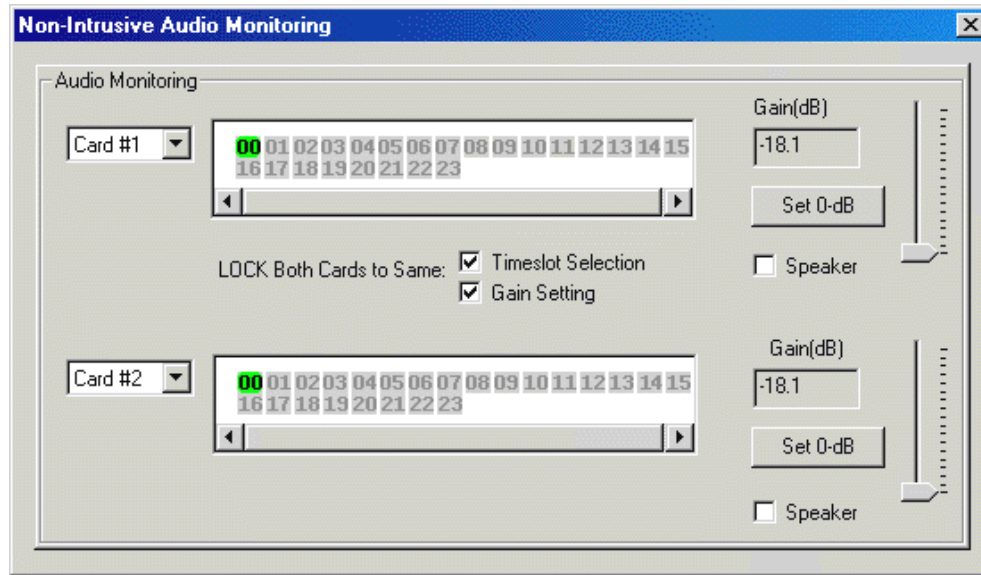 Non-Intrusive Audio Monitoring
Audio Monitoring
Card #1
00 01 02 03 04 05 06 07 08 09 10 11 12 13 14 15
16 17 18 19 20 21 22 23
Gain(dB)
-18.1
Set 0-dB
Speaker
LOCK Both Cards to Same:
Timeslot Selection
Gain Setting
Card #2
00 01 02 03 04 05 06 07 08 09 10 11 12 13 14 15
16 17 18 19 20 21 22 23
Gain(dB)
-18.1
Set 0-dB
Speaker